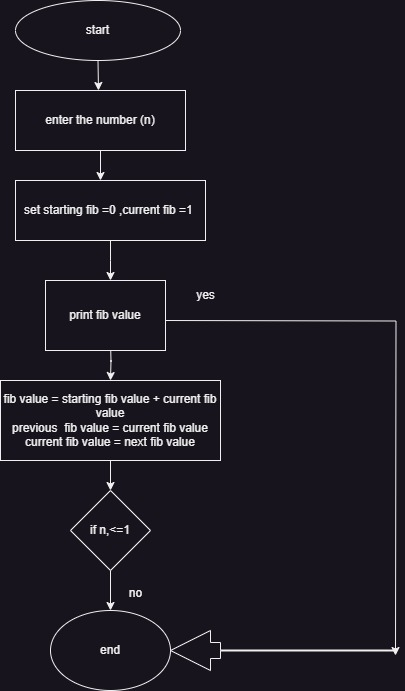 start
enter the number (n)
set starting fib =0 ,current fib =1
yes
print fib value
fib value = starting fib value + current fib
value
previous  fib value = current fib value
current fib value = next fib value
if n,<=1
no
end